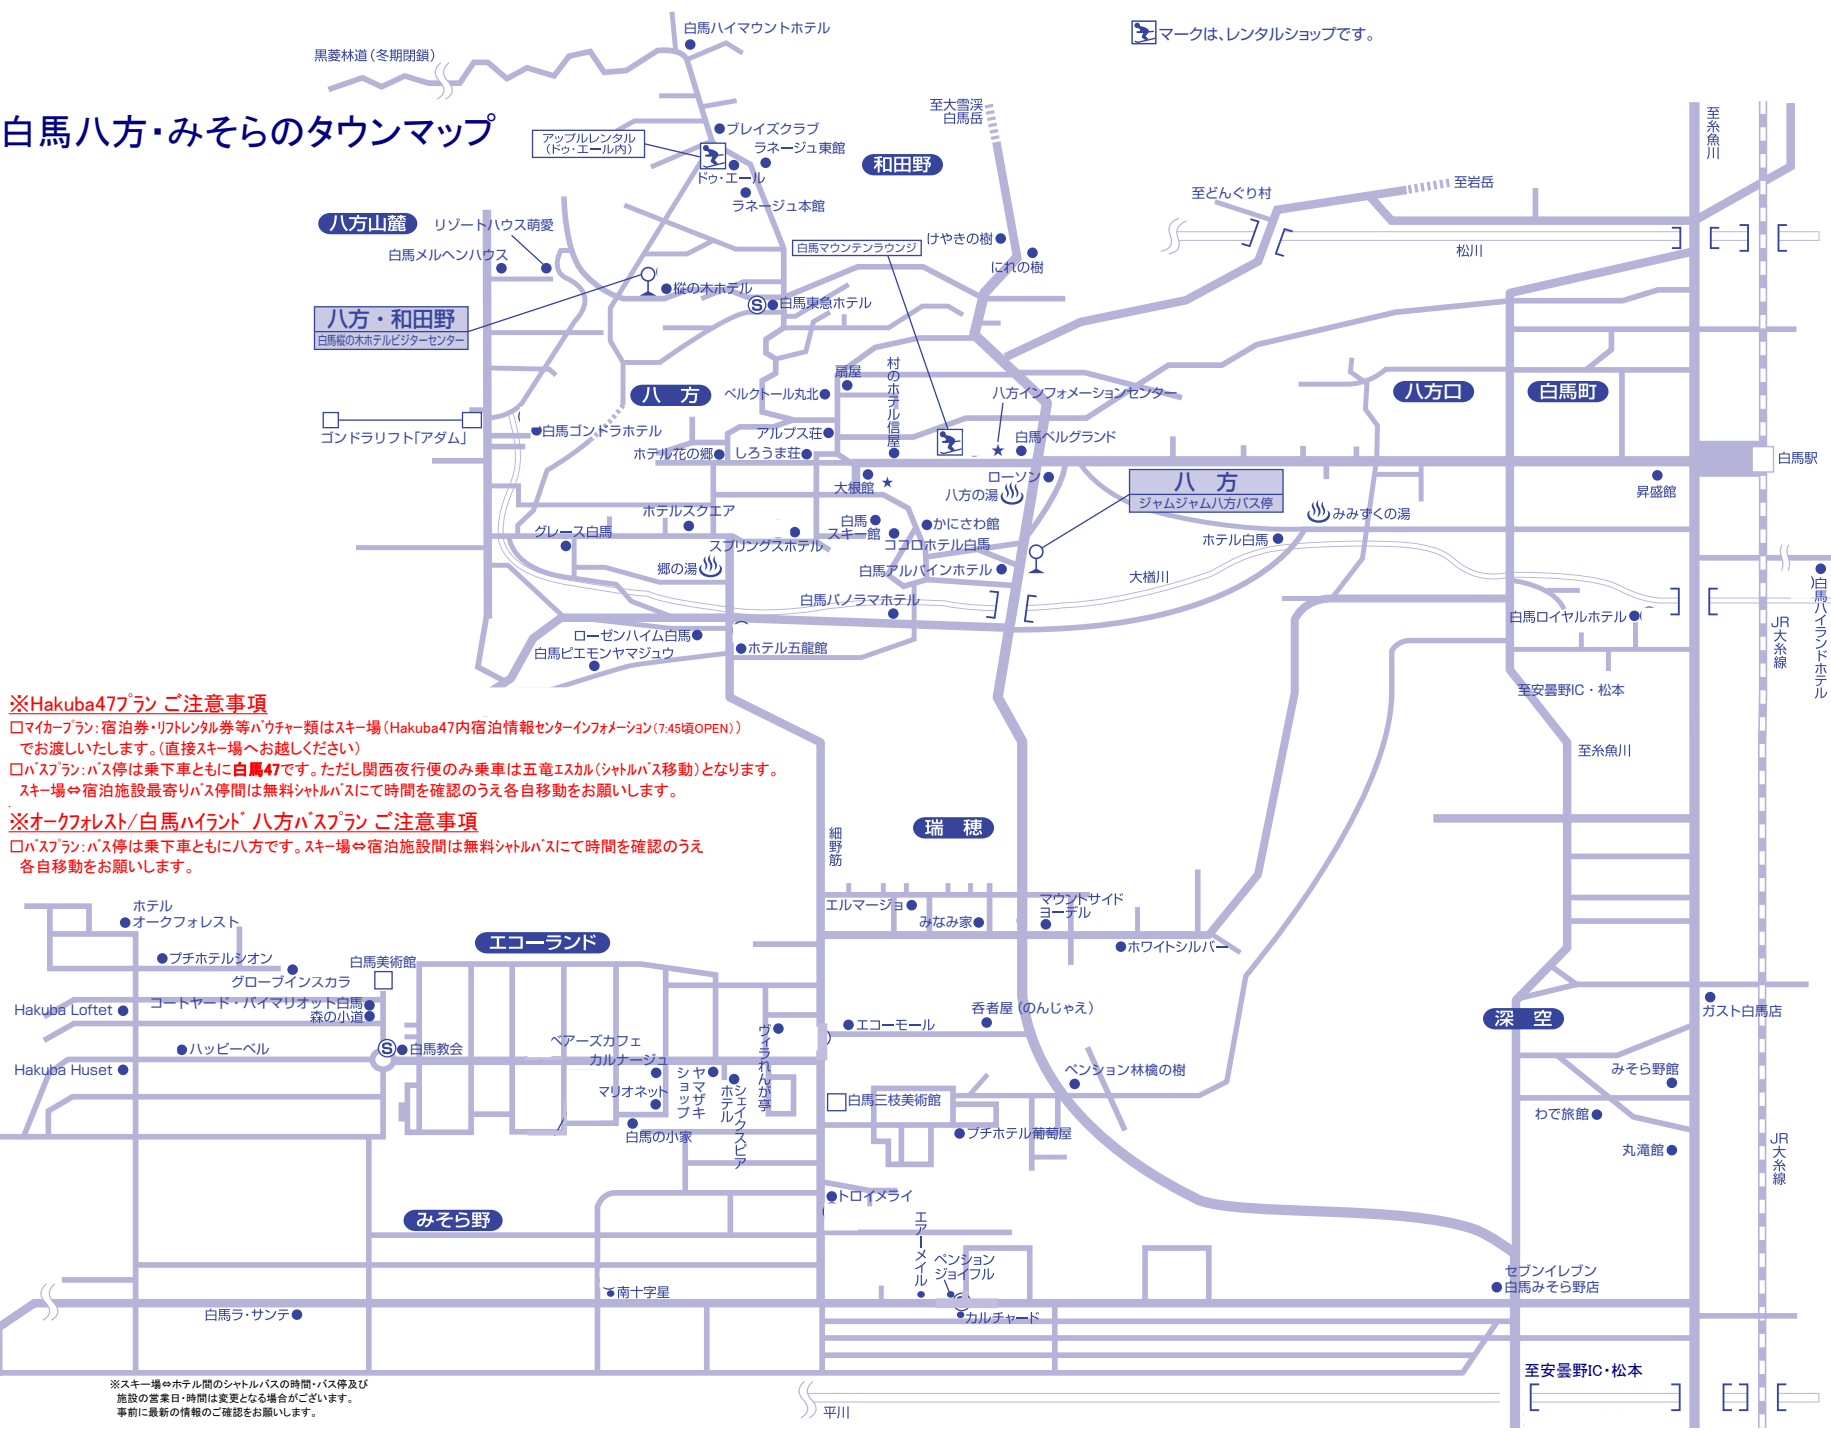 白馬ハイマウントホテル
マークは、レンタルショップです。
黒菱林道（冬期閉鎖）
白馬八方・みそらのタウンマップ
至大雪渓
白馬岳
至糸魚川
アップルレンタル
（ドゥ・エール内）
ブレイズクラブ
ラネージュ東館
ドゥ・エール
ラネージュ本館
和田野
至どんぐり村
至岩岳
八方山麓
リゾートハウス萌愛
白馬メルヘンハウス
白馬マウンテンラウンジ
けやきの樹
にれの樹
松川
樅の木ホテル
S
白馬東急ホテル
八方・和田野
白馬樅の木ホテルビジターセンター
八　方
ベルクトール丸北
扇屋
村のホテル信屋
八方インフォメーションセンター
八方口
白馬町
ゴンドラリフト「アダム」
白馬ゴンドラホテル
アルプス荘
白馬ベルグランド
ホテル花の郷
しろうま荘
白馬駅
大根館
ローソン
八方の湯
八　方
ジャムジャム八方バス停
昇盛館
ホテルスクエア
グレース白馬
スプリングスホテル
白馬
スキー館
かにさわ館
ココロホテル白馬
みみずくの湯
ホテル白馬
郷の湯
白馬アルパインホテル
大楢川
白馬パノラマホテル
白馬ロイヤルホテル
白馬ハイランドホテル
JR大糸線
ローゼンハイム白馬
白馬ピエモンヤマジュウ
ホテル五龍館
至安曇野IC・松本
至糸魚川
※Hakuba47プラン ご注意事項
□マイカープラン：宿泊券・リフトレンタル券等バウチャー類はスキー場（Hakuba47内宿泊情報センターインフォメーション（7:45頃OPEN））
でお渡しいたします。（直接スキー場へお越しください）
□バスプラン：バス停は乗下車ともに白馬47です。ただし関西夜行便のみ乗車は五竜エスカル（シャトルバス移動）となります。
スキー場⇔宿泊施設最寄りバス停間は無料シャトルバスにて時間を確認のうえ各自移動をお願いします。
※オークフォレスト/白馬ハイランド 八方バスプラン ご注意事項
□バスプラン：バス停は乗下車ともに八方です。スキー場⇔宿泊施設間は無料シャトルバスにて時間を確認のうえ
各自移動をお願いします。
細野筋
瑞　穂
ホテル
オークフォレスト
エルマージョ
みなみ家
マウントサイド
ヨーデル
ホワイトシルバー
エコーランド
プチホテルシオン
グローブインスカラ
白馬美術館
Hakuba Loftet
コートヤード・バイマリオット白馬
森の小道
呑者屋（のんじゃえ）
ガスト白馬店
深　空
エコーモール
ハッピーベル
S
白馬教会
ベアーズカフェ
カルナージュ
ヴィラれんが亭
Hakuba Huset
マリオネット
ヤマザキ
ショップ
シェイクスピア
ホテル
白馬の小家
白馬三枝美術館
ペンション林檎の樹
プチホテル葡萄屋
みそら野館
わで旅館
丸滝館
JR大糸線
みそら野
トロイメライ
エアーメイル
ペンション
ジョイフル
カルチャード
南十字星
白馬ラ・サンテ
セブンイレブン
白馬みそら野店
至安曇野IC・松本
平川
※スキー場⇔ホテル間のシャトルバスの時間・バス停及び
施設の営業日・時間は変更となる場合がございます。
事前に最新の情報のご確認をお願いします。